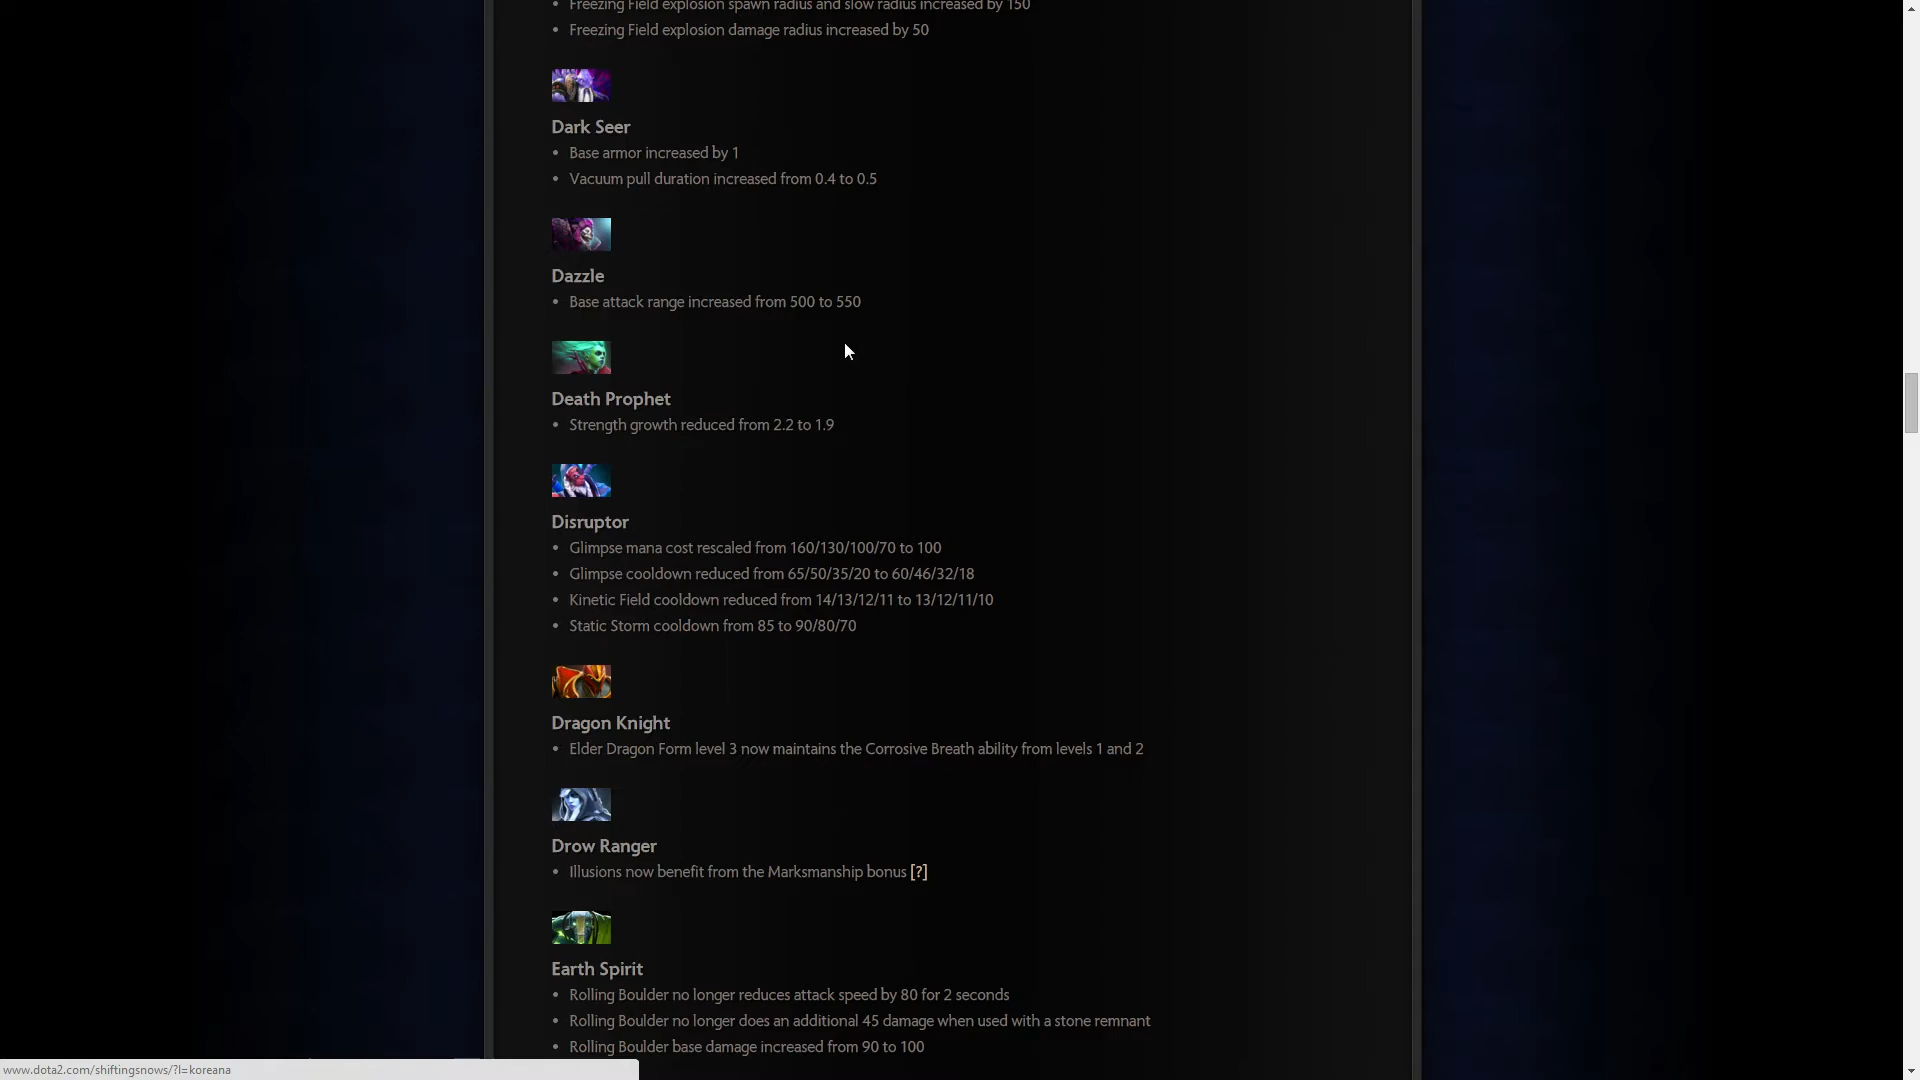 • Freezing Field explosion spawn radius and slow radius increased by 150
• Freezing Field explosion damage radius increased by 50
Dark Seer
• Base armor increased by 1
• Vacuum pull duration increased from 0.4 to 0.5
Dazzle
• Base attack range increased from 500 to 550
Death Prophet
• Strength growth reduced from 2.2 to 1.9
Disruptor
• Glimpse mana cost rescaled from 160/130/100/70 to 100
• Glimpse cooldown reduced from 65/50/35/20 to 60/46/32/18
• Kinetic Field cooldown reduced from 14/13/12/11 to 13/12/11/10
• Static Storm cooldown from 85 to 90/80/70
Dragon Knight
• Elder Dragon Form level 3 now maintains the Corrosive Breath ability from levels 1 and 2
Drow Ranger
• Illusions now benefit from the Marksmanship bonus [?]
Earth Spirit
• Rolling Boulder no longer reduces attack speed by 80 for 2 seconds
• Rolling Boulder no longer does an additional 45 damage when used with a stone remnant
• Rolling Boulder base damage increased from 90 to 100
www.dota2.com/shiftingsnows/?l=koreana